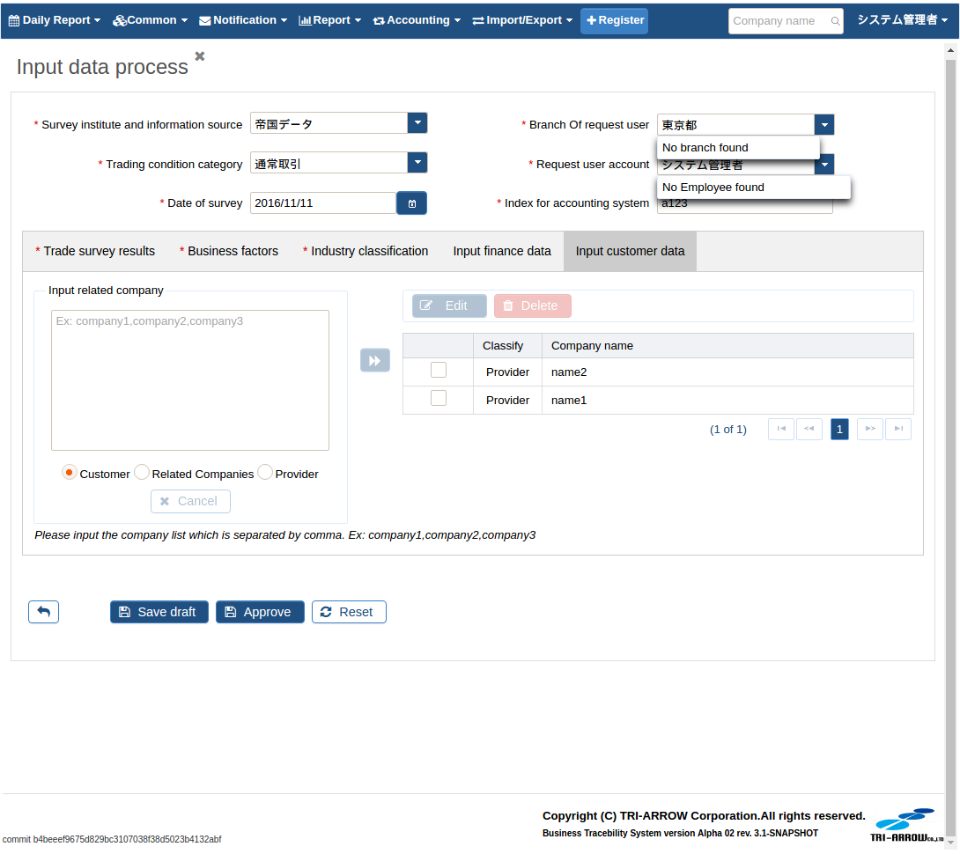 Daily Report Common Notification Report Accounting Import/Export Register Company name システム管理者
Input data process
* Survey institute and information source 帝国データ * Branch Of request user 東京都
No branch found
* Trading condition category 通常取引 * Request user account システム管理者
No Employee found
* Date of survey 2016/11/11 * Index for accounting system a123
* Trade survey results * Business factors * Industry classification Input finance data Input customer data
Input related company
Ex: company1,company2,company3
Edit Delete
Classify Company name
Provider name2
Provider name1
(1 of 1) 1
Customer Related Companies Provider
Cancel
Please input the company list which is separated by comma. Ex: company1,company2,company3
Save draft Approve Reset
Copyright (C) TRI-ARROW Corporation.All rights reserved.
Business Tracebility System version Alpha 02 rev. 3.1-SNAPSHOT
TRI-ARROW Co.,Ltd
commit b4beeef9675d829bc3107038f38d5023b4132abf